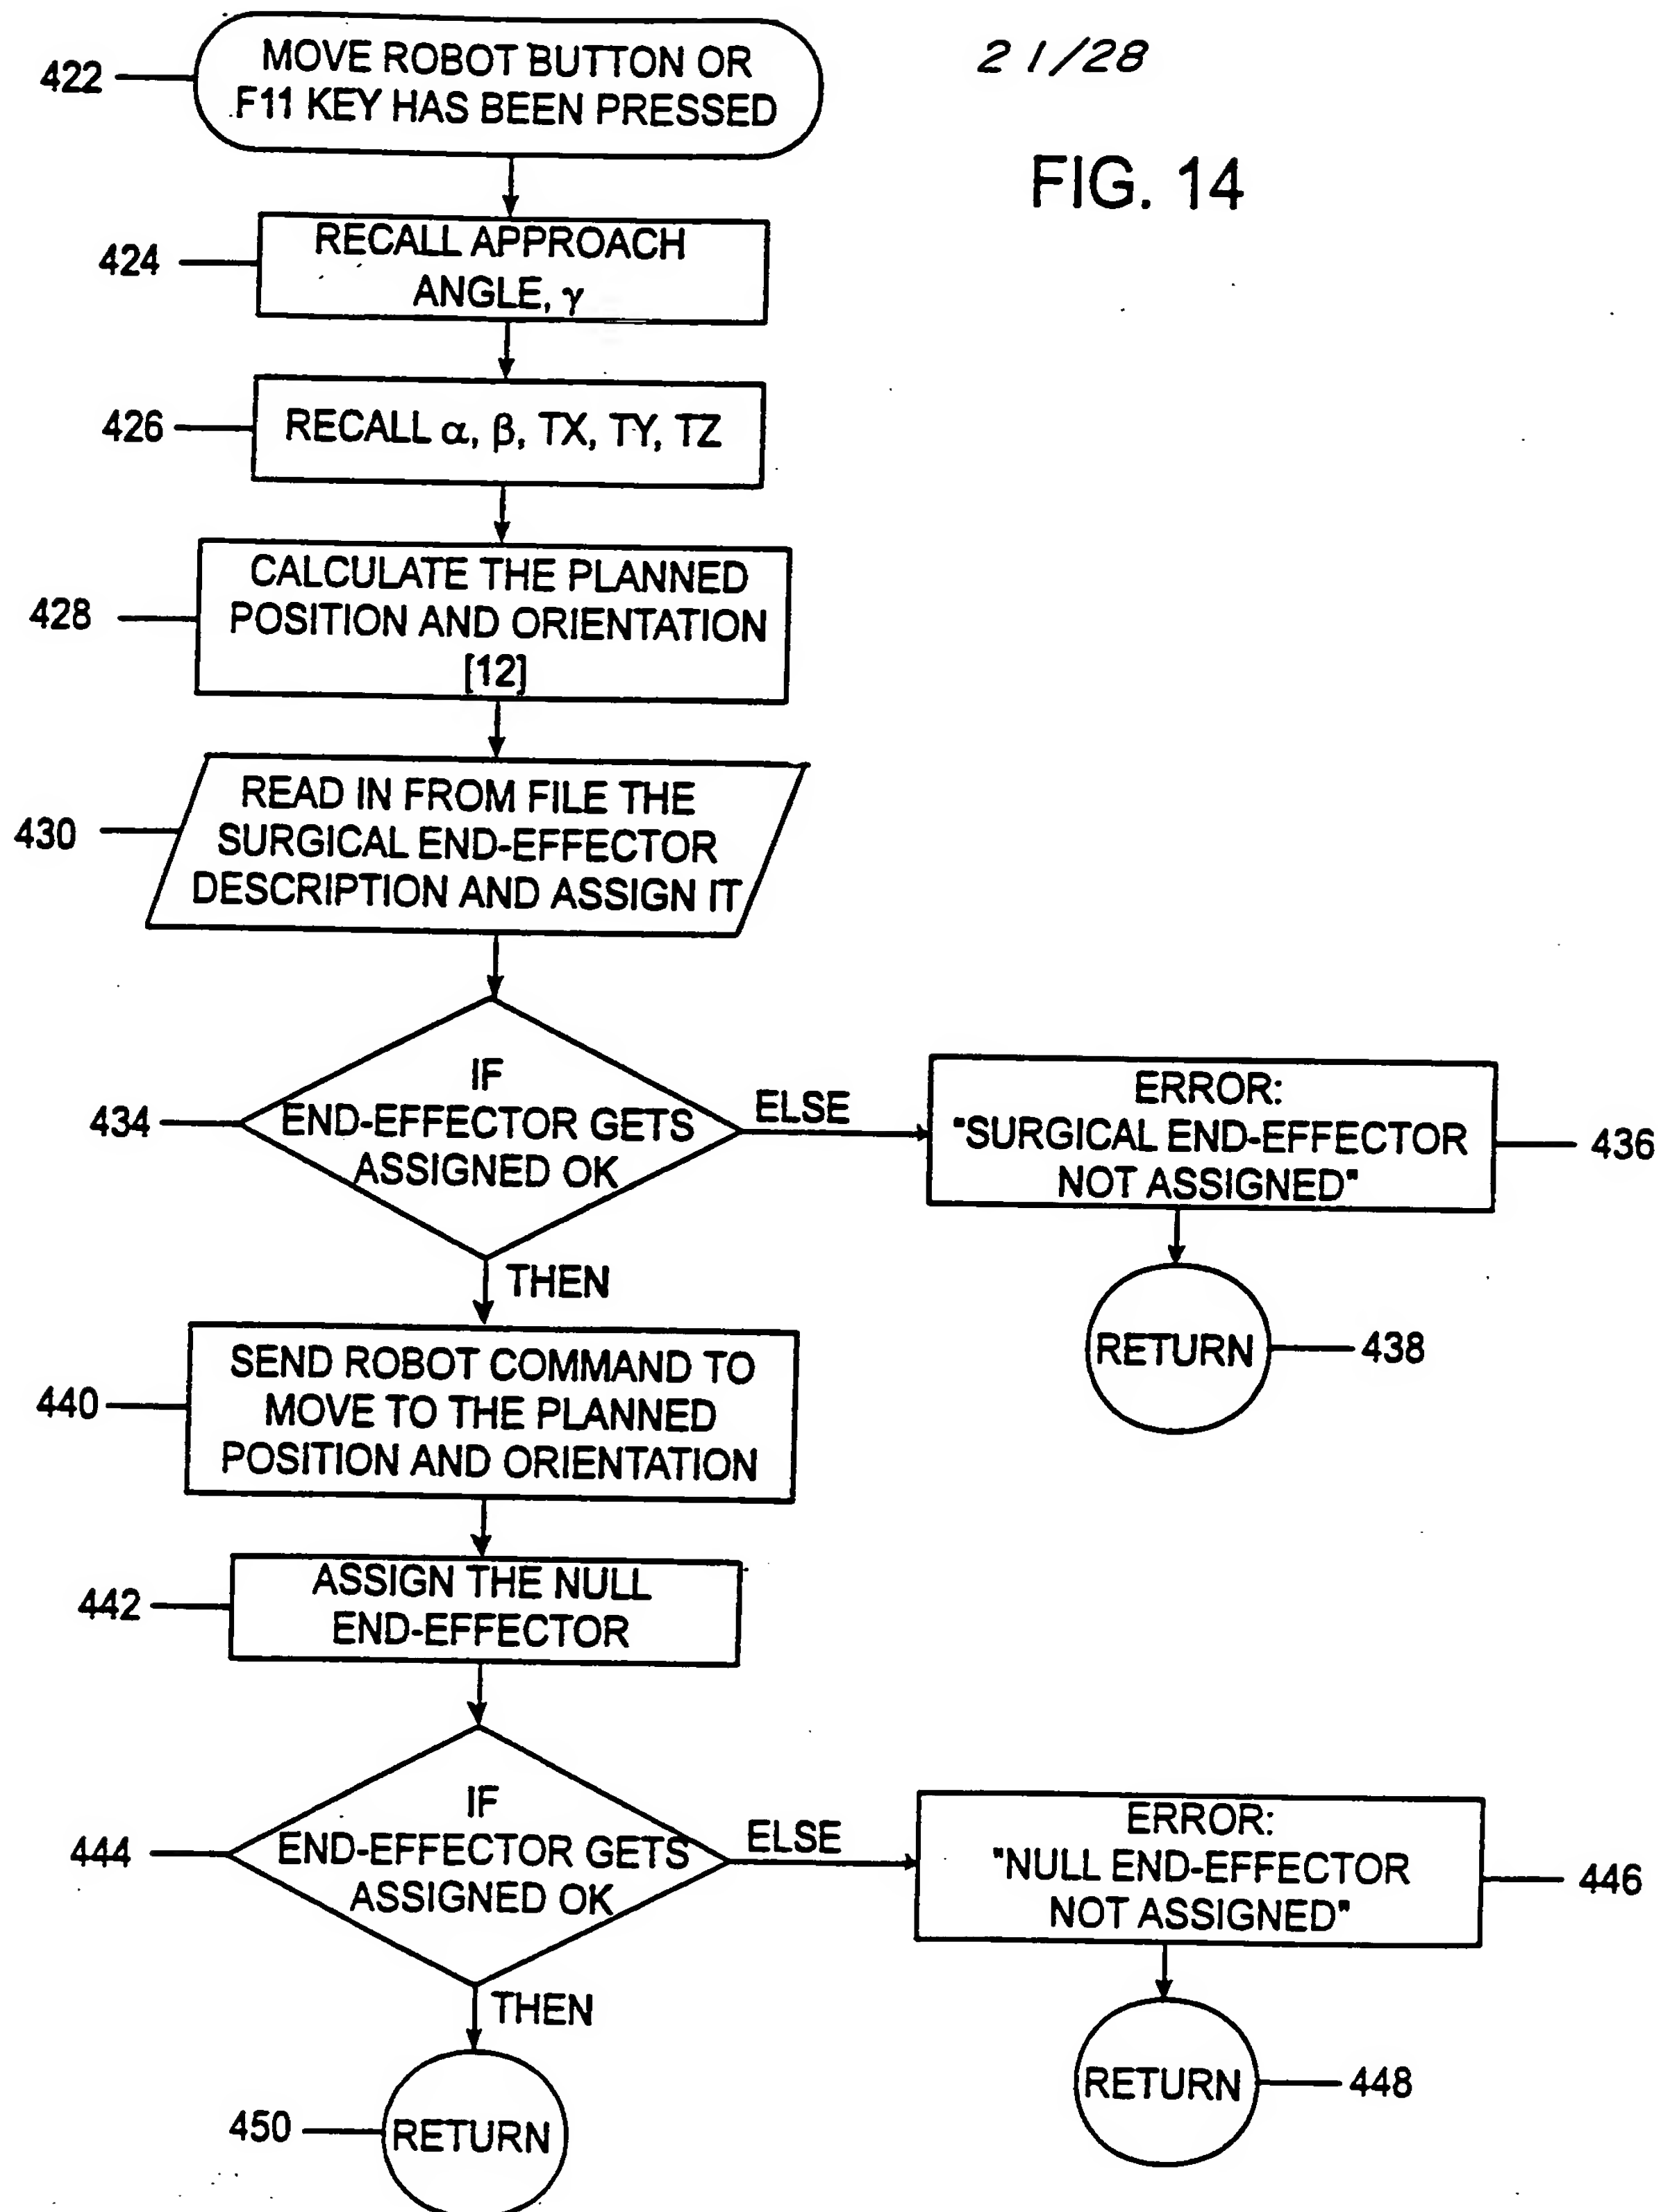 21/28
FIG. 14
422
MOVE ROBOT BUTTON OR
F11 KEY HAS BEEN PRESSED
424
RECALL APPROACH
ANGLE, γ
426
RECALL α, β, TX, TY, TZ
428
CALCULATE THE PLANNED
POSITION AND ORIENTATION
[12]
430
READ IN FROM FILE THE
SURGICAL END-EFFECTOR
DESCRIPTION AND ASSIGN IT
434
IF
END-EFFECTOR GETS
ASSIGNED OK
ELSE
ERROR:
"SURGICAL END-EFFECTOR
NOT ASSIGNED"
436
RETURN
438
THEN
440
SEND ROBOT COMMAND TO
MOVE TO THE PLANNED
POSITION AND ORIENTATION
442
ASSIGN THE NULL
END-EFFECTOR
444
IF
END-EFFECTOR GETS
ASSIGNED OK
ELSE
ERROR:
"NULL END-EFFECTOR
NOT ASSIGNED"
446
RETURN
448
THEN
450
RETURN